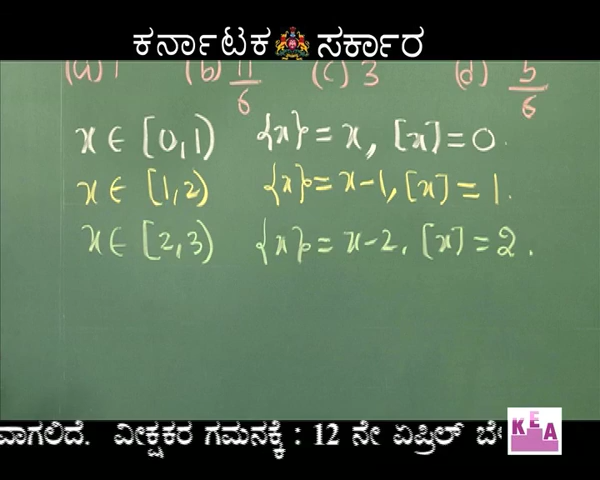 ಕರ್ನಾಟಕ ಸರ್ಕಾರ
(a) 1 (b) 11/6 (c) 3 (d) 5/6
x ∈ [0,1) {x} = x, [x] = 0.
x ∈ [1,2) {x} = x-1, [x] = 1.
x ∈ [2,3) {x} = x-2, [x] = 2.
ವಾಗಲಿದೆ. ವೀಕ್ಷಕರ ಗಮನಕ್ಕೆ : 12 ನೇ ಏಪ್ರಿಲ್ ಬೆ
KEA